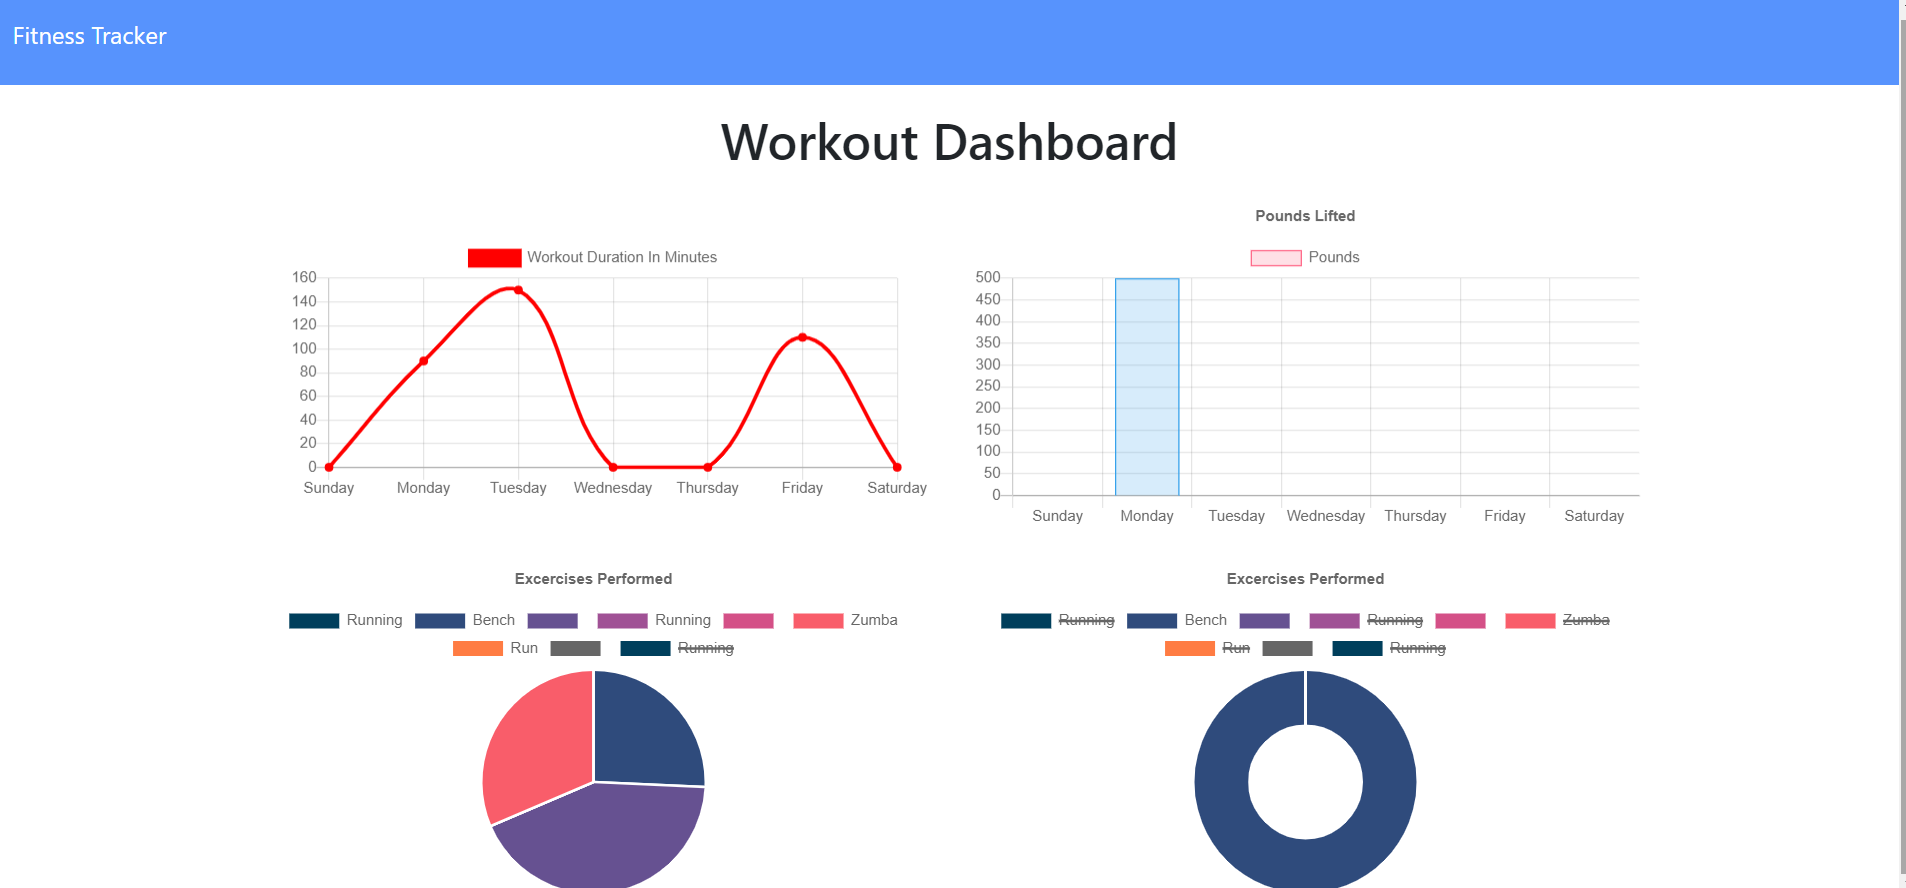 Fitness Tracker
Workout Dashboard
Workout Duration In Minutes
160
140
120
100
80
60
40
20
0
Sunday Monday Tuesday Wednesday Thursday Friday Saturday
Pounds Lifted
Pounds
500
450
400
350
300
250
200
150
100
50
0
Sunday Monday Tuesday Wednesday Thursday Friday Saturday
Excercises Performed
Running Bench Running Zumba
Run Running
Excercises Performed
Running Bench Running Zumba
Run Running